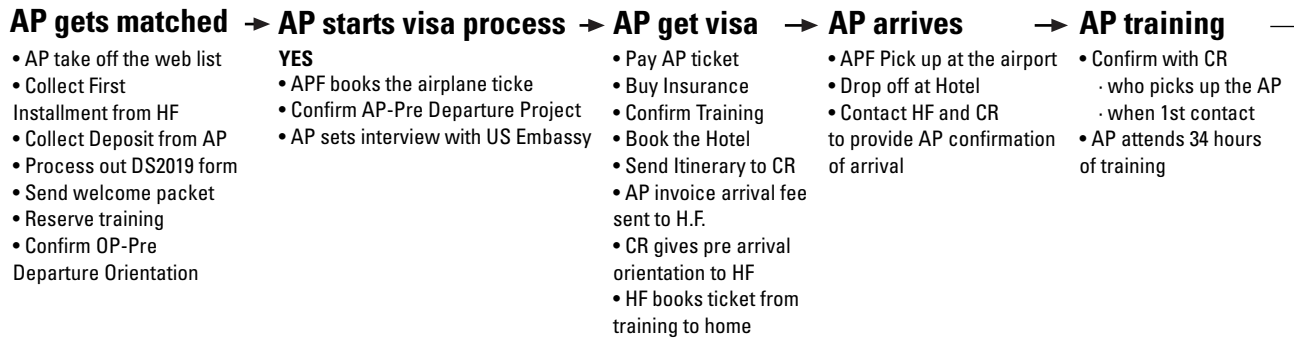 AP gets matched
• AP take off the web list
• Collect First
Installment from HF
• Collect Deposit from AP
• Process out DS2019 form
• Send welcome packet
• Reserve training
• Confirm OP-Pre
Departure Orientation
AP starts visa process
YES
• APF books the airplane ticke
• Confirm AP-Pre Departure Project
• AP sets interview with US Embassy
AP get visa
• Pay AP ticket
• Buy Insurance
• Confirm Training
• Book the Hotel
• Send Itinerary to CR
• AP invoice arrival fee
sent to H.F.
• CR gives pre arrival
orientation to HF
• HF books ticket from
training to home
AP arrives
• APF Pick up at the airport
• Drop off at Hotel
• Contact HF and CR
to provide AP confirmation
of arrival
AP training
• Confirm with CR
· who picks up the AP
· when 1st contact
• AP attends 34 hours
of training